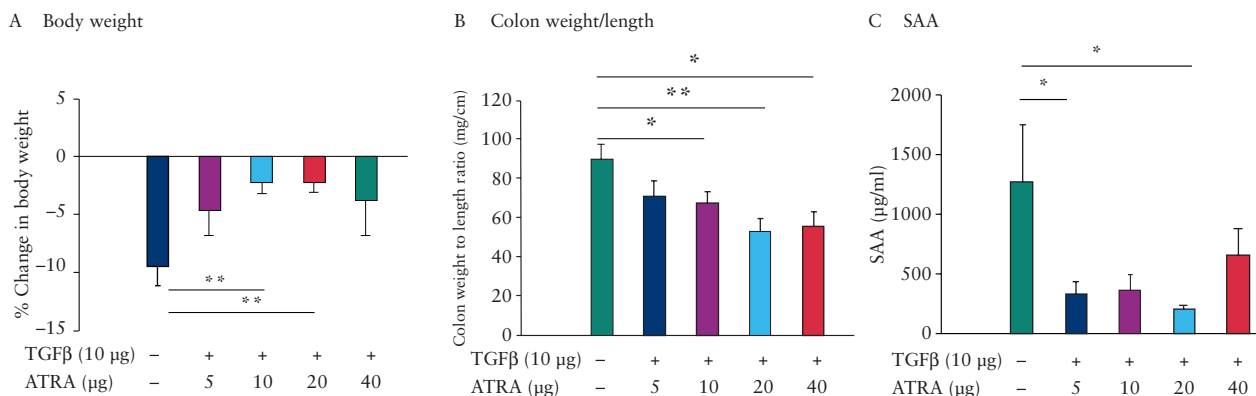 A Body weight
5
0
−5
−10
−15
% Change in body weight
**
**
TGFβ (10 µg) – + + + +
ATRA (µg) – 5 10 20 40
B Colon weight/length
*
**
*
120
100
80
60
40
20
0
Colon weight to length ratio (mg/cm)
– + + + +
– 5 10 20 40
TGFβ (10 µg)
ATRA (µg)
C SAA
*
*
2000
1500
1000
500
0
SAA (µg/ml)
TGFβ (10 µg) – + + + +
ATRA (µg) – 5 10 20 40